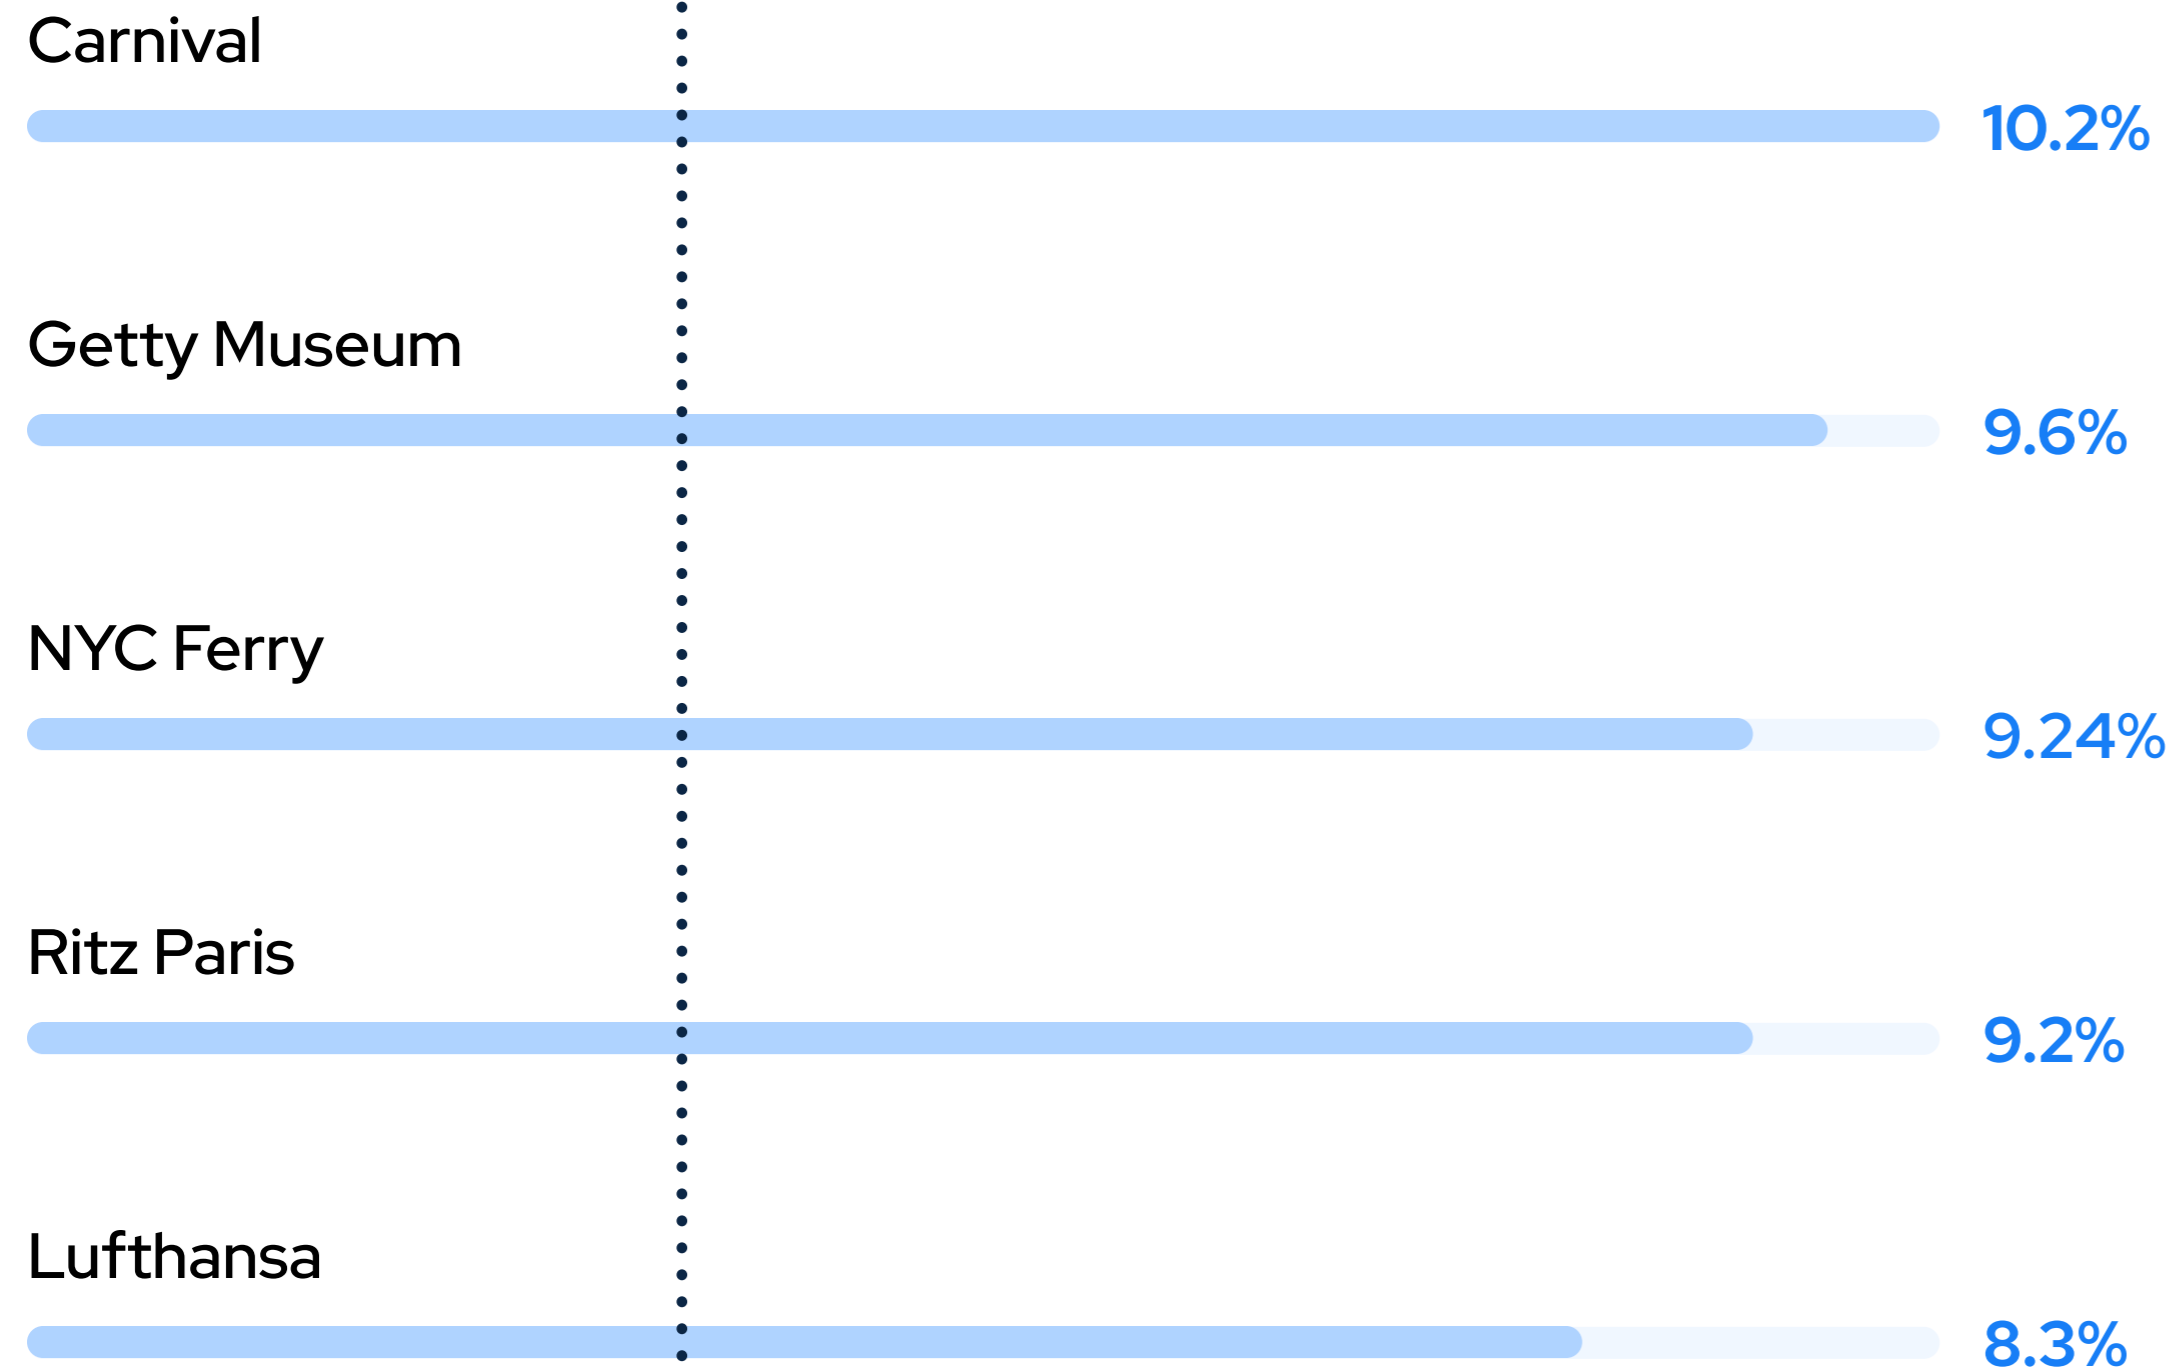 Carnival
10.2%
Getty Museum
9.6%
NYC Ferry
9.24%
Ritz Paris
9.2%
Lufthansa
8.3%